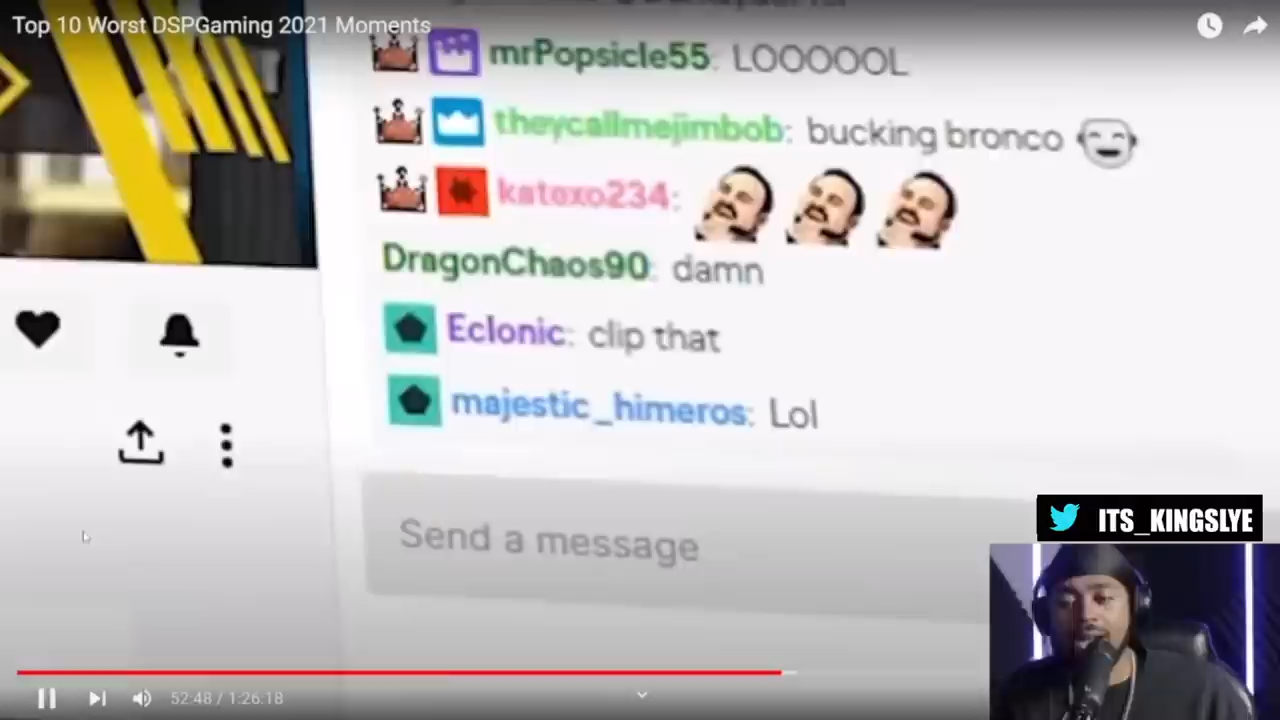 Top 10 Worst DSPGaming 2021 Moments
mrPopsicle55: LOOOOOL
theycallmejimbob: bucking bronco
katoxo234:
DragonChaos90: damn
Eclonic: clip that
majestic_himeros: Lol
Send a message
ITS_KINGSLYE
52:48 / 1:26:18